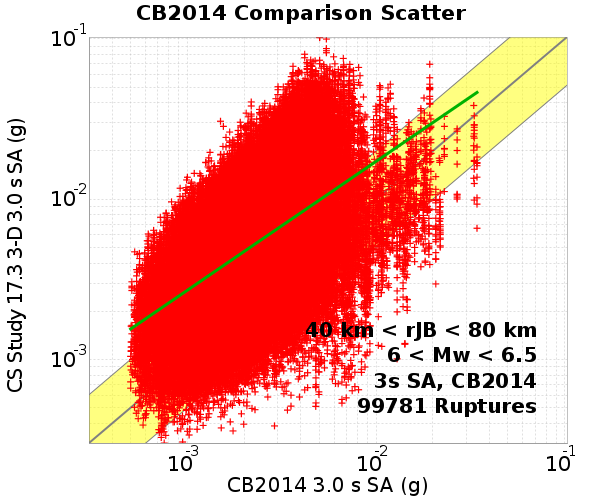 CB2014 Comparison Scatter
CS Study 17.3 3-D 3.0 s SA (g)
10-1
10-2
10-3
40 km < rJB < 80 km
6 < Mw < 6.5
3s SA, CB2014
99781 Ruptures
10-3 10-2 10-1
CB2014 3.0 s SA (g)